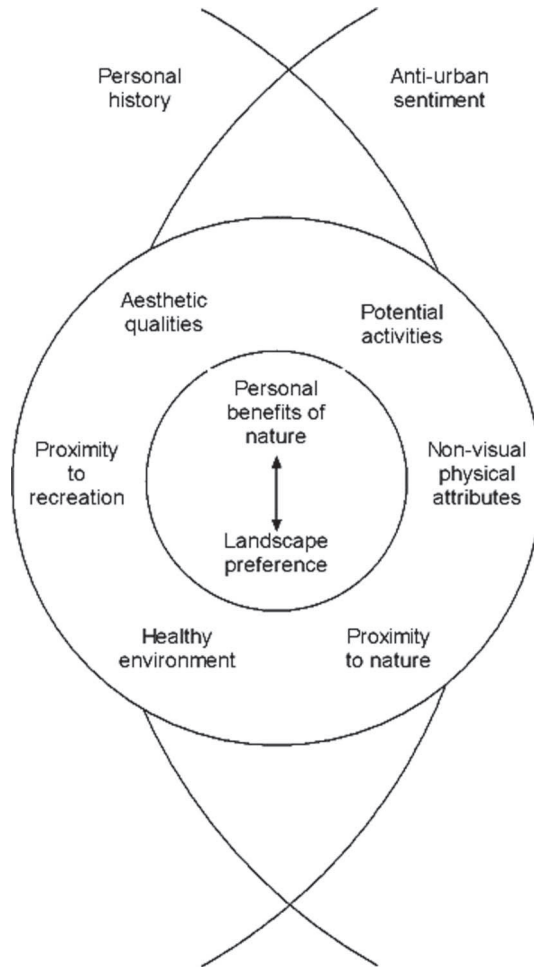 Personal
history
Anti-urban
sentiment
Aesthetic
qualities
Potential
activities
Personal
benefits of
nature
Proximity
to
recreation
Non-visual
physical
attributes
Landscape
preference
Healthy
environment
Proximity
to nature